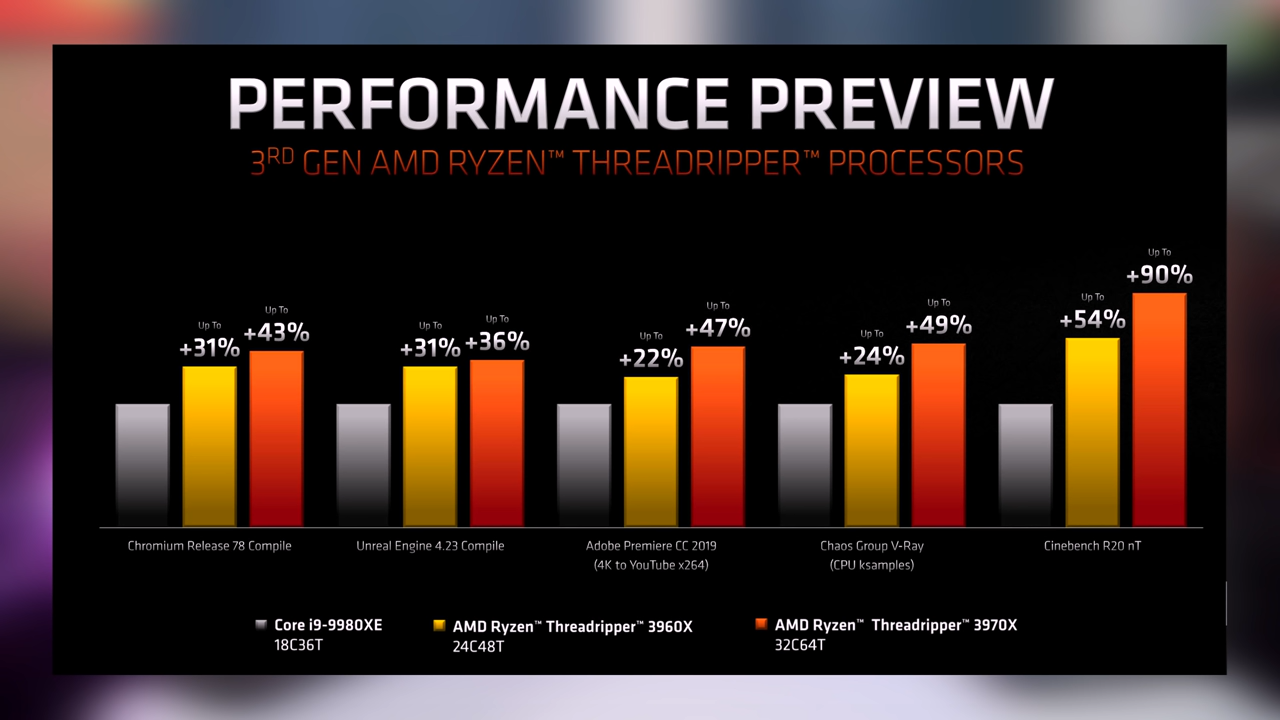 PERFORMANCE PREVIEW
3RD GEN AMD RYZEN™ THREADRIPPER™ PROCESSORS
Up To
+31%
Up To
+43%
Up To
+31%
Up To
+36%
Up To
+22%
Up To
+47%
Up To
+24%
Up To
+49%
Up To
+54%
Up To
+90%
Chromium Release 78 Compile
Unreal Engine 4.23 Compile
Adobe Premiere CC 2019
(4K to YouTube x264)
Chaos Group V-Ray
(CPU ksamples)
Cinebench R20 nT
Core i9-9980XE
18C36T
AMD Ryzen™ Threadripper™ 3960X
24C48T
AMD Ryzen™ Threadripper™ 3970X
32C64T